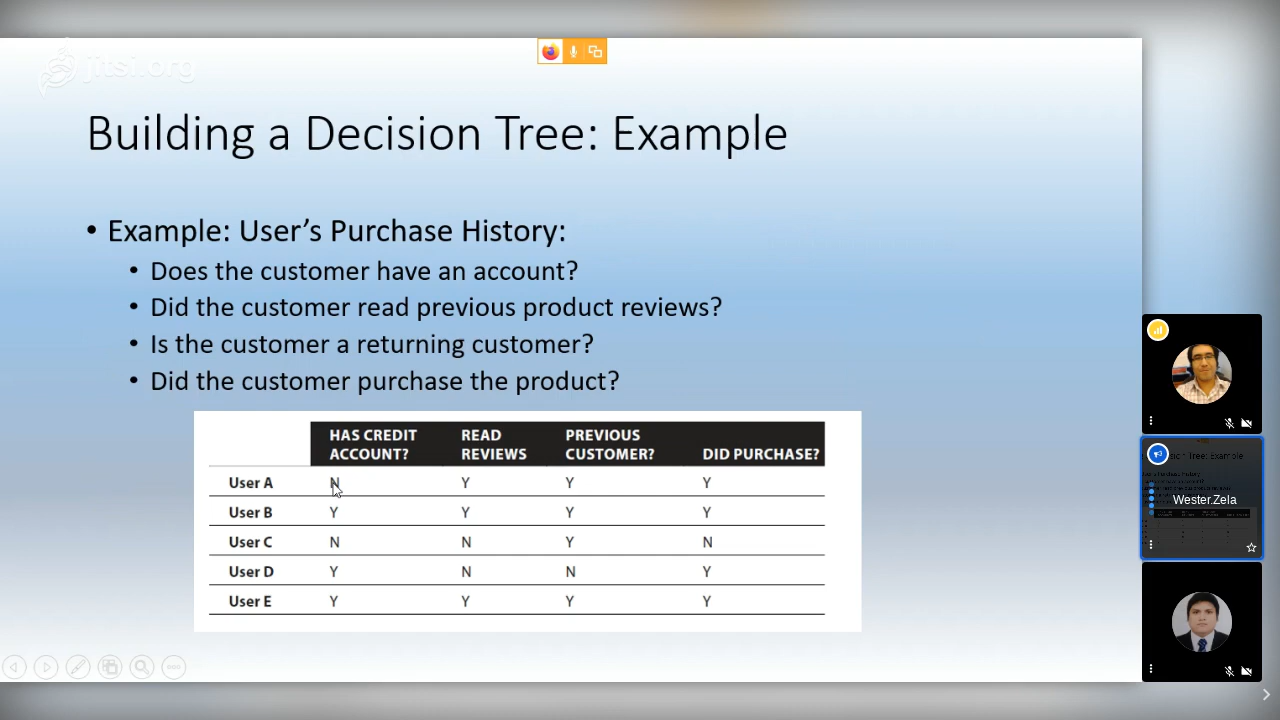 jitsi.org
Building a Decision Tree: Example
• Example: User's Purchase History:
• Does the customer have an account?
• Did the customer read previous product reviews?
• Is the customer a returning customer?
• Did the customer purchase the product?
HAS CREDIT ACCOUNT? READ REVIEWS PREVIOUS CUSTOMER? DID PURCHASE?
User A N Y Y Y
User B Y Y Y Y
User C N N Y N
User D Y N N Y
User E Y Y Y Y
Wester.Zela